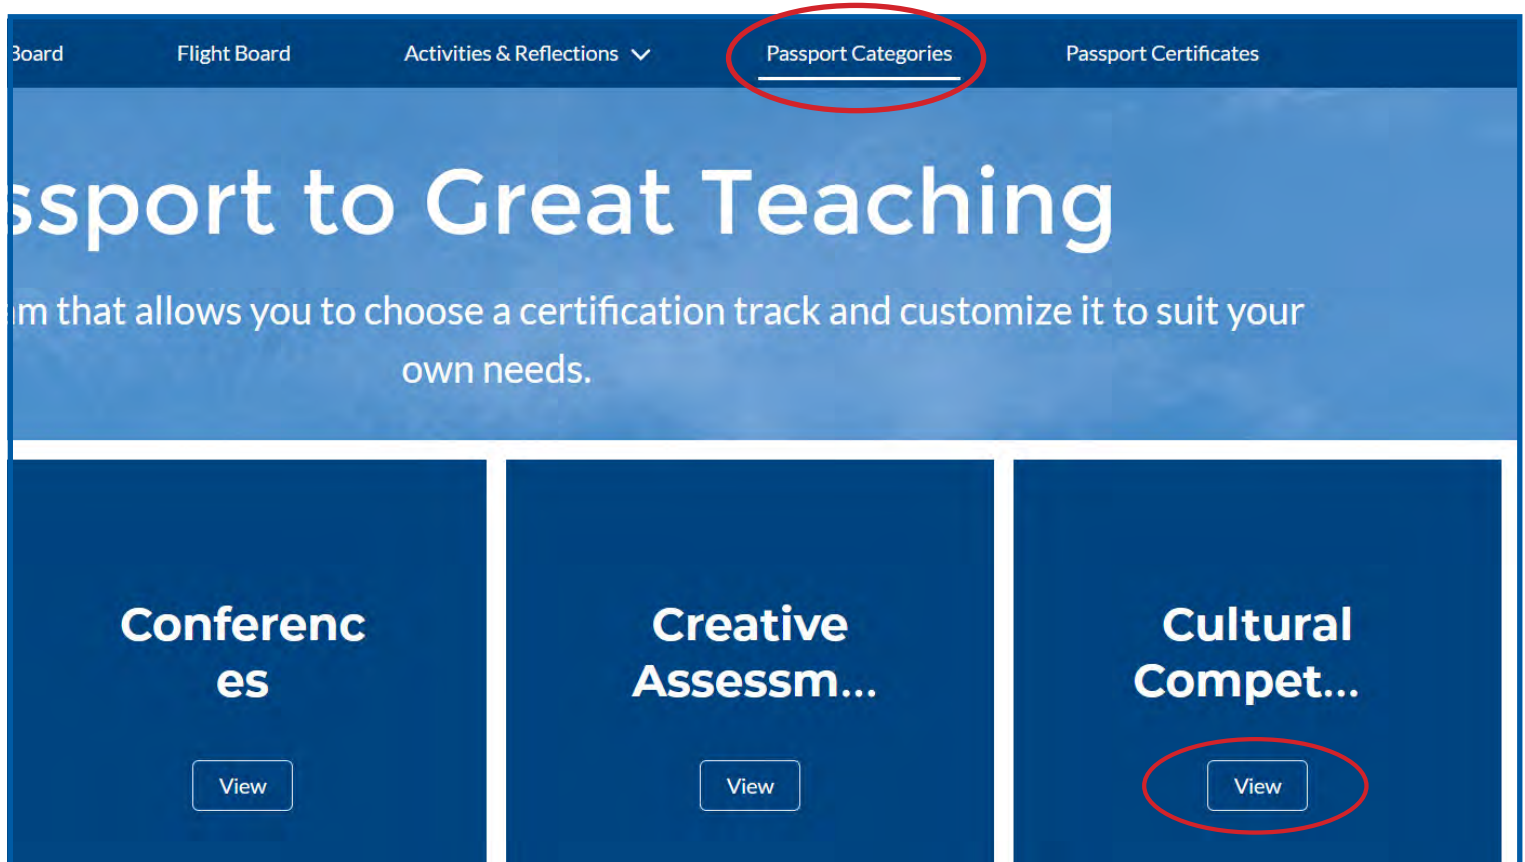 Board Flight Board Activities & Reflections Passport Categories Passport Certificates
ssport to Great Teaching
m that allows you to choose a certification track and customize it to suit your
own needs.
Conferenc
es
View
Creative
Assessm...
View
Cultural
Compet...
View